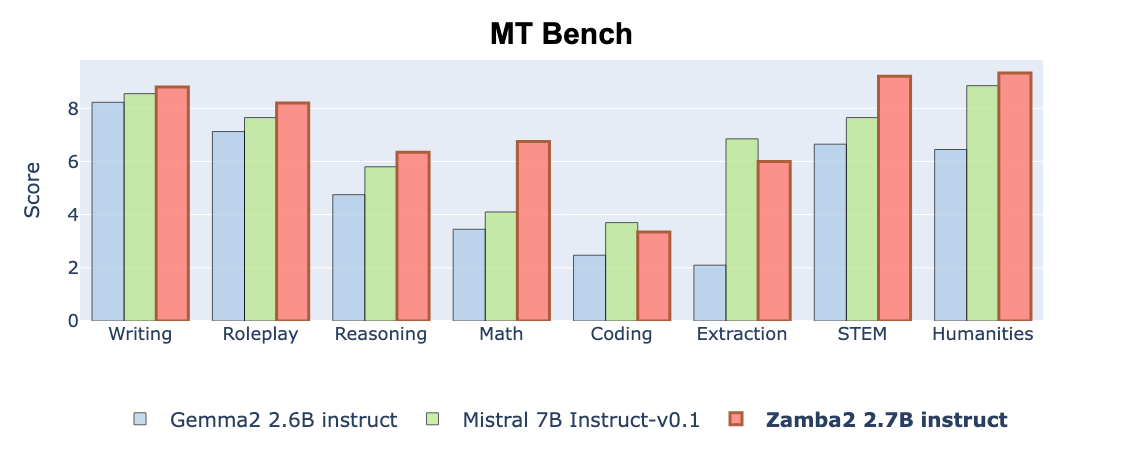 MT Bench
Score
8
6
4
2
0
Writing Roleplay Reasoning Math Coding Extraction STEM Humanities
Gemma2 2.6B instruct Mistral 7B Instruct-v0.1 Zamba2 2.7B instruct